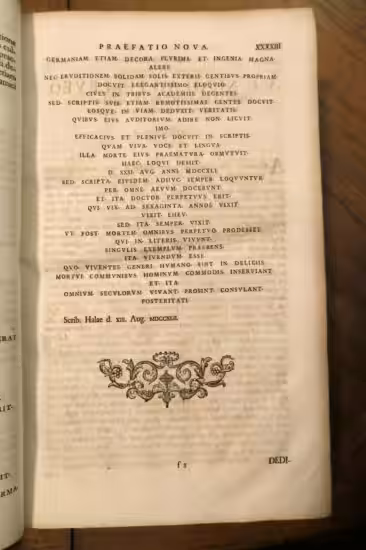 PRAEFATIO NOVA. XXXXIII
GERMANIAM· ETIAM· DECORA· PLVRIMA· ET· INGENIA· MAGNA·
ALERE·
NEC· ERVDITIONEM· SOLIDAM· SOLIS· EXTERIS· GENTIBVS· PROPRIAM·
DOCVIT· ELEGANTISSIMO· ELOQVIO·
CIVES· IN· TRIBVS· ACADEMIIS· DEGENTES·
SED· SCRIPTIS· SVIS· ETIAM· REMOTISSIMAS· GENTES· DOCVIT·
EOSQVE· IN· VIAM· DEDVXIT· VERITATIS·
QVIBVS· EIVS· AVDITORIVM· ADIRE· NON· LICVIT·
IMO·
EFFICACIVS· ET· PLENIVS· DOCVIT· IN· SCRIPTIS·
QVAM· VIVA· VOCE· ET· LINGVA·
ILLA· MORTE· EIVS· PRAEMATVRA· OBMVTVIT·
HAEC· LOQVI· DESIIT·
D. XXII. AVG. ANNI·
SED· SCRIPTA· EIVSDEM· ADHVC· SEMPER· LOQVVNTVR·
PER· OMNE· AEVVM· DOCEBVNT·
ET· ITA· DOCTOR· PERPETVVS· ERIT·
QVI· VIX· AD· SEXAGINTA· ANNOS· VIXIT·
VIXIT· EHEV·
SED· ITA· SEMPER· VIXIT·
VT· POST· MORTEM· OMNIBVS· PERPETVO· PRODESSET·
QVI· IN· LITERIS· VIVVNT·
SINGVLIS· EXEMPLVM· PRAEBENS·
ITA· VIVENDVM· ESSE·
QVO· VIVENTES· GENERI· HVMANO· SINT· IN· DELICIIS·
MORTVI· COMMVNIBVS· HOMINVM· COMMODIS· INSERVIANT·
ET· ITA·
OMNIVM· SECVLORVM· VIVANT· PROSINT· CONSVLANT·
POSTERITATI·
Scrib. Halae d. XII. Aug.
f 2 DEDI-